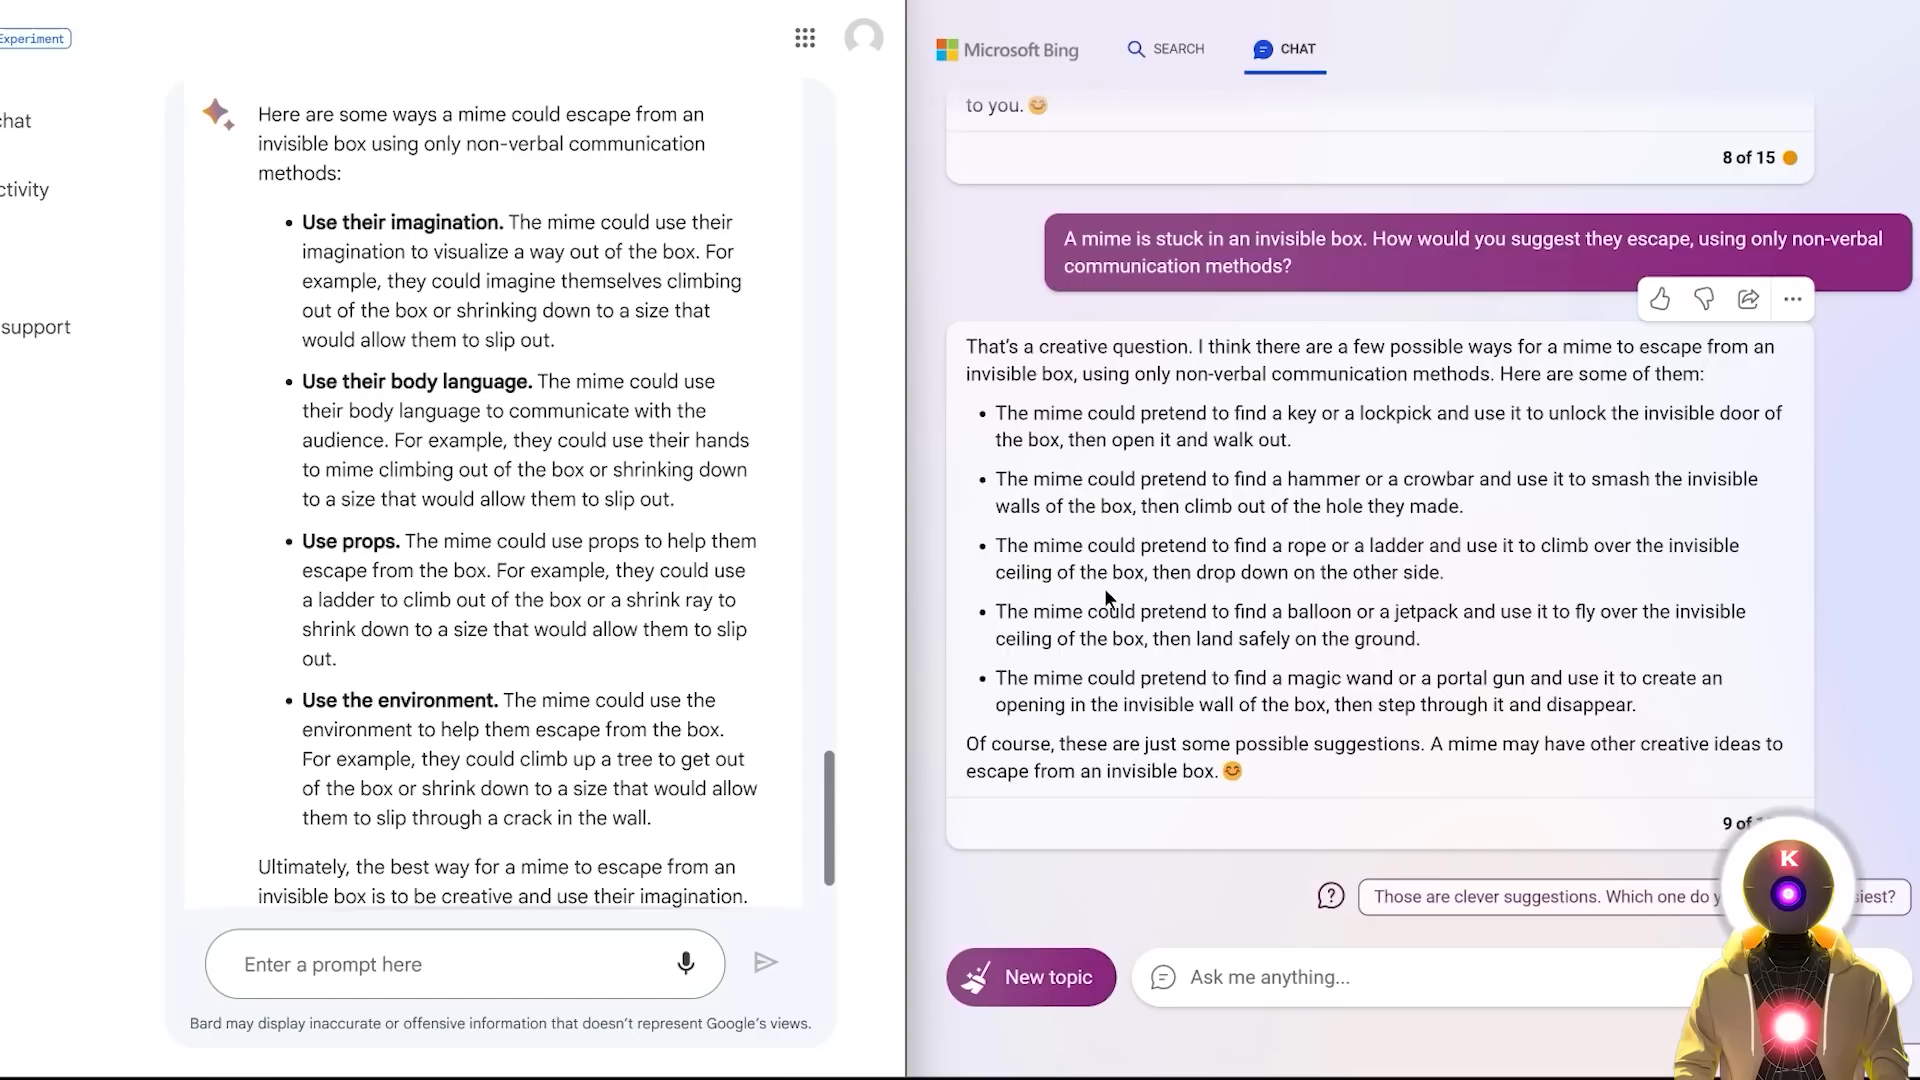 Experiment
hat
ctivity
support
Here are some ways a mime could escape from an
invisible box using only non-verbal communication
methods:
• Use their imagination. The mime could use their
imagination to visualize a way out of the box. For
example, they could imagine themselves climbing
out of the box or shrinking down to a size that
would allow them to slip out.
• Use their body language. The mime could use
their body language to communicate with the
audience. For example, they could use their hands
to mime climbing out of the box or shrinking down
to a size that would allow them to slip out.
• Use props. The mime could use props to help them
escape from the box. For example, they could use
a ladder to climb out of the box or a shrink ray to
shrink down to a size that would allow them to slip
out.
• Use the environment. The mime could use the
environment to help them escape from the box.
For example, they could climb up a tree to get out
of the box or shrink down to a size that would allow
them to slip through a crack in the wall.
Ultimately, the best way for a mime to escape from an
invisible box is to be creative and use their imagination.
Enter a prompt here
Bard may display inaccurate or offensive information that doesn't represent Google's views.
Microsoft Bing
SEARCH
CHAT
to you. 😊
8 of 15
A mime is stuck in an invisible box. How would you suggest they escape, using only non-verbal
communication methods?
That's a creative question. I think there are a few possible ways for a mime to escape from an
invisible box, using only non-verbal communication methods. Here are some of them:
• The mime could pretend to find a key or a lockpick and use it to unlock the invisible door of
the box, then open it and walk out.
• The mime could pretend to find a hammer or a crowbar and use it to smash the invisible
walls of the box, then climb out of the hole they made.
• The mime could pretend to find a rope or a ladder and use it to climb over the invisible
ceiling of the box, then drop down on the other side.
• The mime could pretend to find a balloon or a jetpack and use it to fly over the invisible
ceiling of the box, then land safely on the ground.
• The mime could pretend to find a magic wand or a portal gun and use it to create an
opening in the invisible wall of the box, then step through it and disappear.
Of course, these are just some possible suggestions. A mime may have other creative ideas to
escape from an invisible box. 😊
9 of
K
Those are clever suggestions. Which one do y
iest?
New topic
Ask me anything...